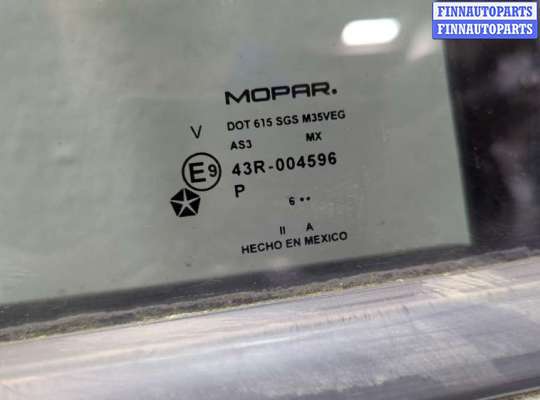 FINNAUTOPARTS
FINNAUTOPARTS
MOPAR.
V
DOT 615 SGS M35VEG
AS3 MX
E9 43R-004596
P
6 ••
II A
HECHO EN MEXICO